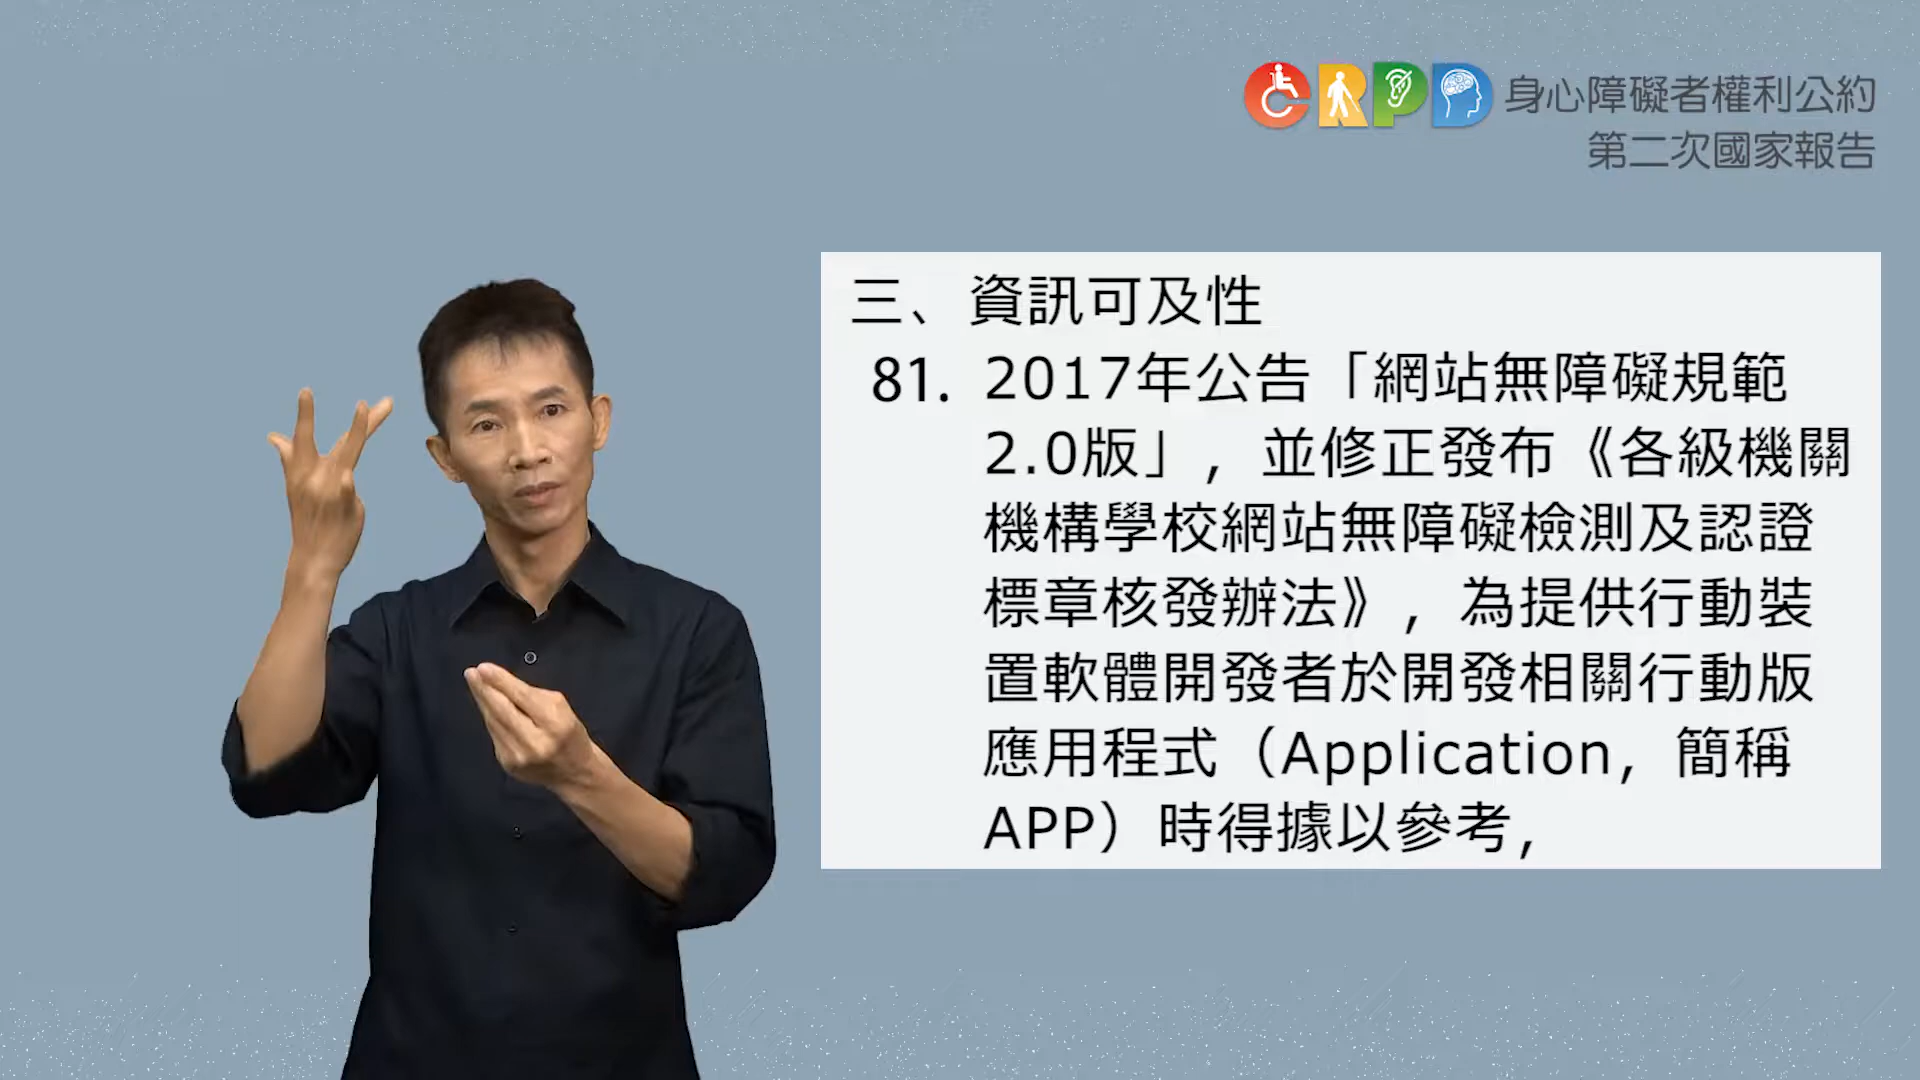 CRPD 身心障礙者權利公約
第二次國家報告
三、資訊可及性
81. 2017年公告「網站無障礙規範
2.0版」，並修正發布《各級機關
機構學校網站無障礙檢測及認證
標章核發辦法》，為提供行動裝
置軟體開發者於開發相關行動版
應用程式（Application，簡稱
APP）時得據以參考，